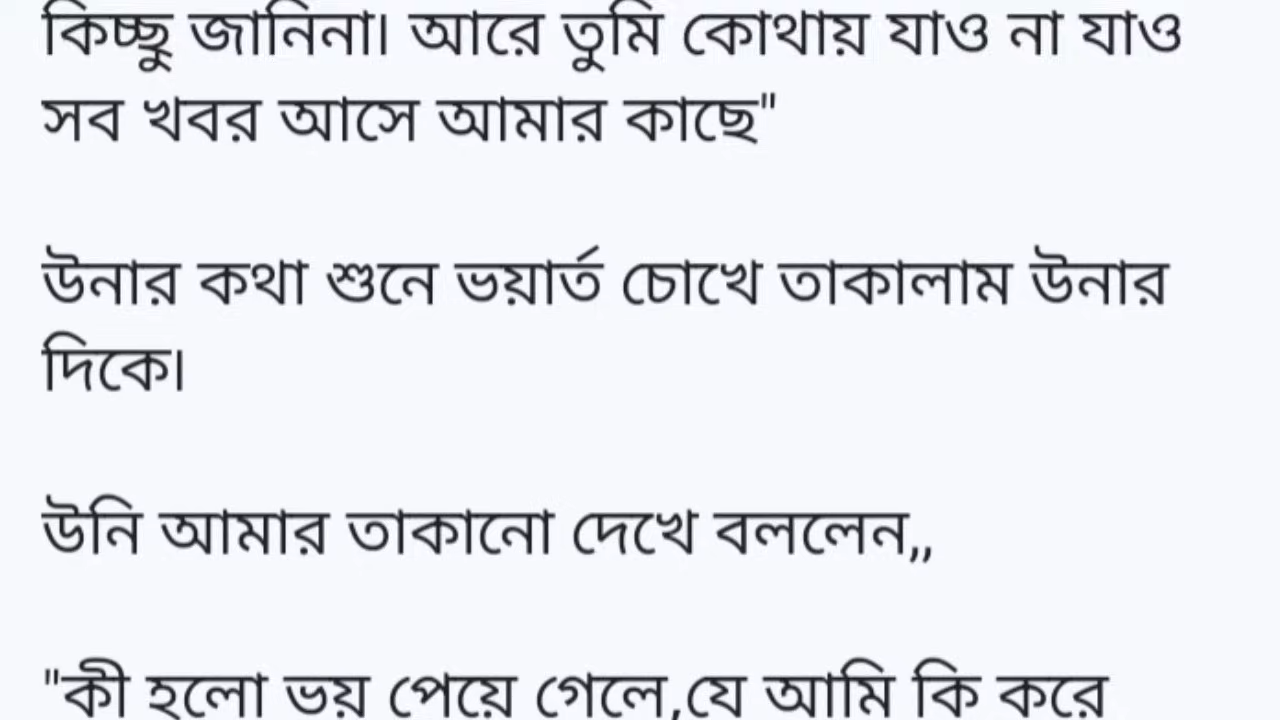 কিচ্ছু জানিনা। আরে তুমি কোথায় যাও না যাও
সব খবর আসে আমার কাছে"
উনার কথা শুনে ভয়ার্ত চোখে তাকালাম উনার
দিকে।
উনি আমার তাকানো দেখে বললেন,,
"কী হলো ভয় পেয়ে গেলে,যে আমি কি করে